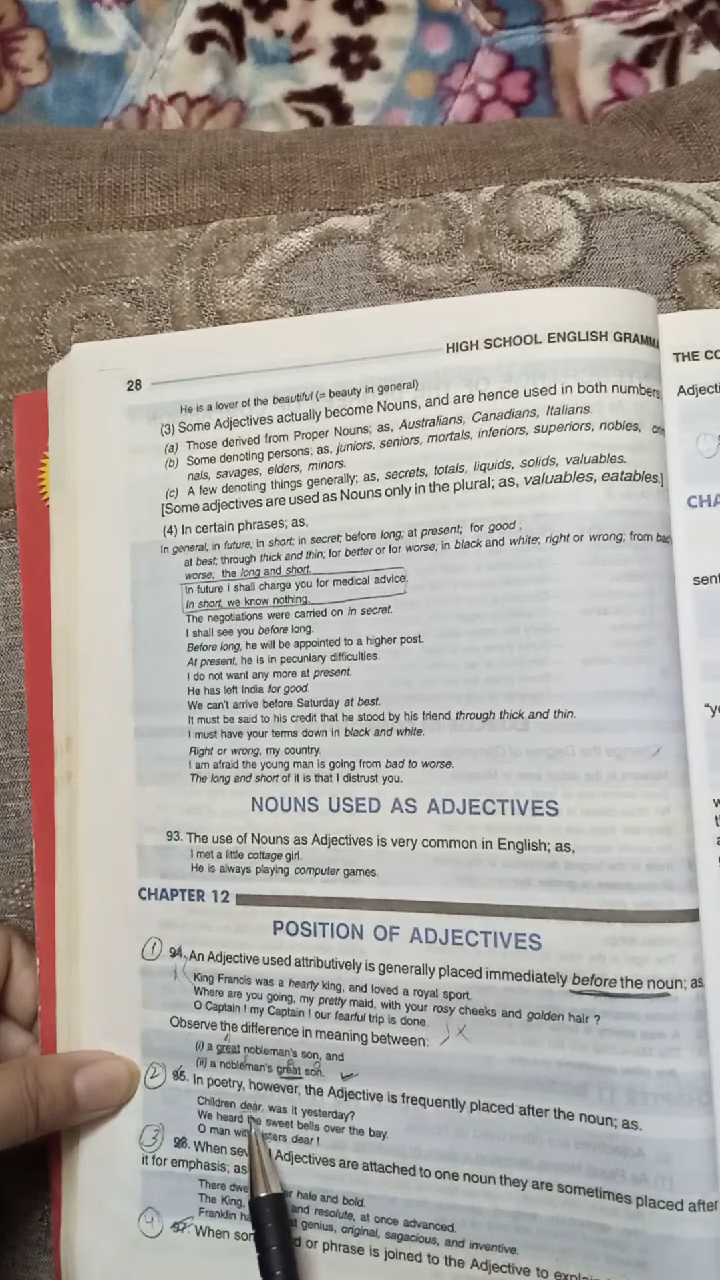 28
HIGH SCHOOL ENGLISH
He is a lover of the beautiful (= beauty in general)
(3) Some Adjectives actually become Nouns, and are hence used in both numbers
(a) Those derived from Proper Nouns; as, Australians, Canadians, Italians.
(b) Some denoting persons; as, juniors, seniors, mortals, inferiors, superiors, nobles,
nals, savages, elders, minors.
(c) A few denoting things generally; as, secrets, totals, liquids, solids, valuables.
[Some adjectives are used as Nouns only in the plural; as, valuables, eatables.]
(4) In certain phrases; as,
In general, in future, in short; in secret; before long; at present; for good;
at best; through thick and thin; for better or for worse; in black and white; right or wrong; from bad
worse; the long and short.
In future I shall charge you for medical advice.
In short, we know nothing.
The negotiations were carried on in secret.
I shall see you before long.
Before long, he will be appointed to a higher post.
At present, he is in pecuniary difficulties.
I do not want any more at present.
He has left India for good.
We can't arrive before Saturday at best.
It must be said to his credit that he stood by his friend through thick and thin.
I must have your terms down in black and white.
Right or wrong, my country.
I am afraid the young man is going from bad to worse.
The long and short of it is that I distrust you.
NOUNS USED AS ADJECTIVES
93. The use of Nouns as Adjectives is very common in English; as,
I met a little cottage girl.
He is always playing computer games.
CHAPTER 12
POSITION OF ADJECTIVES
1 94. An Adjective used attributively is generally placed immediately before the noun; as
King Francis was a hearty king, and loved a royal sport.
Where are you going, my pretty maid, with your rosy cheeks and golden hair ?
O Captain ! my Captain ! our fearful trip is done.
Observe the difference in meaning between:
(i) a great nobleman's son, and
(ii) a nobleman's great son.
2 95. In poetry, however, the Adjective is frequently placed after the noun; as.
Children dear, was it yesterday?
We heard the sweet bells over the bay.
O man with sisters dear !
3 96. When Adjectives are attached to one noun they are sometimes placed after
it for emphasis; as
There hale and bold.
The King, and resolute, at once advanced.
Franklin genius, original, sagacious, and inventive.
4 97. When or phrase is joined to the Adjective to
THE
sent